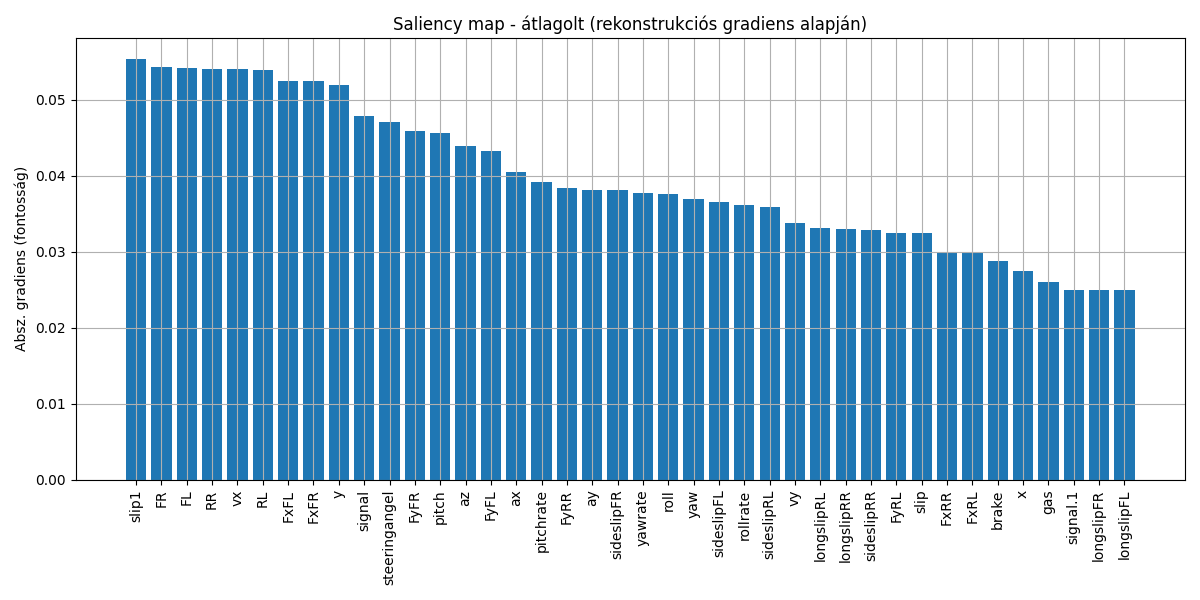 Saliency map - átlagolt (rekonstrukciós gradiens alapján)
Absz. gradiens (fontosság)
0.05
0.04
0.03
0.02
0.01
0.00
slip1
FR
FL
RR
vx
RL
FxFL
FxFR
y
signal
steeringangel
FyFR
pitch
az
FyFL
ax
pitchrate
FyRR
ay
sideslipFR
yawrate
roll
yaw
sideslipFL
rollrate
sideslipRL
vy
longslipRL
longslipRR
sideslipRR
FyRL
slip
FxRR
FxRL
brake
x
gas
signal.1
longslipFR
longslipFL